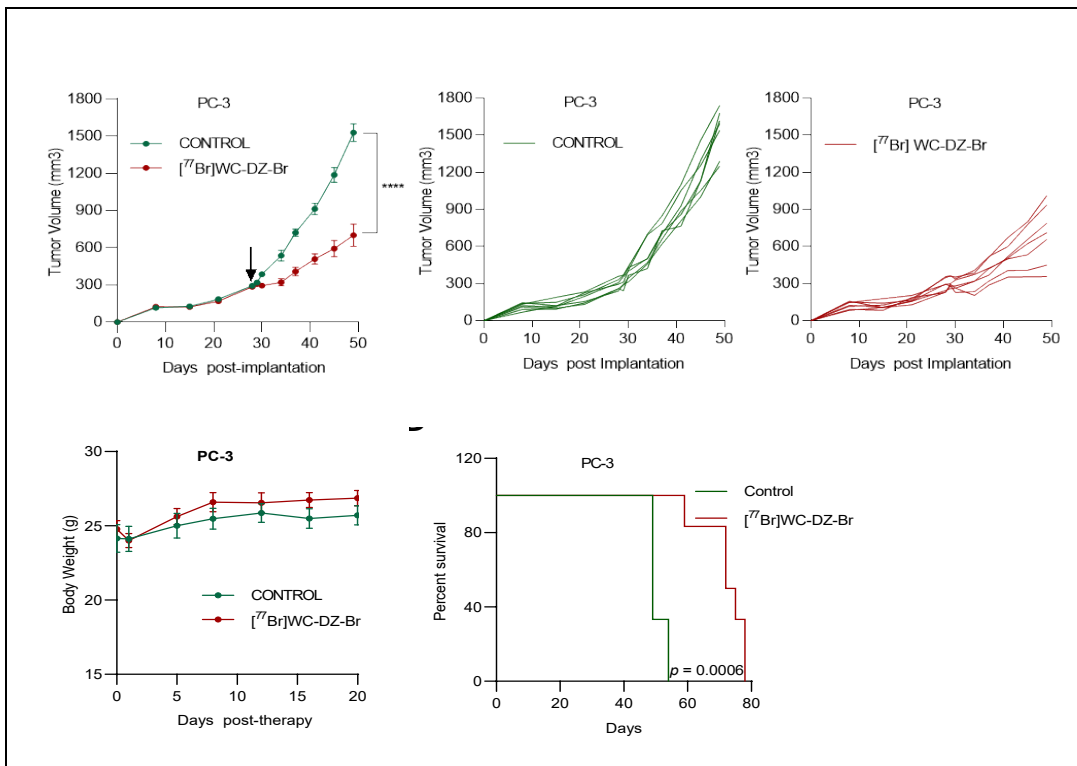 PC-3
CONTROL
[⁷⁷Br]WC-DZ-Br
****
Tumor Volume (mm3)
1800
1500
1200
900
600
300
0
0 10 20 30 40 50
Days post-implantation
PC-3
CONTROL
Tumor Volume (mm3)
1800
1500
1200
900
600
300
0
0 10 20 30 40 50
Days post Implantation
PC-3
[⁷⁷Br] WC-DZ-Br
Tumor Volume (mm3)
1800
1500
1200
900
600
300
0
0 10 20 30 40 50
Days post Implantation
PC-3
Body Weight (g)
30
25
20
15
CONTROL
[⁷⁷Br]WC-DZ-Br
0 5 10 15 20
Days post-therapy
PC-3
Control
[⁷⁷Br]WC-DZ-Br
Percent survival
120
80
40
0
p = 0.0006
0 20 40 60 80
Days